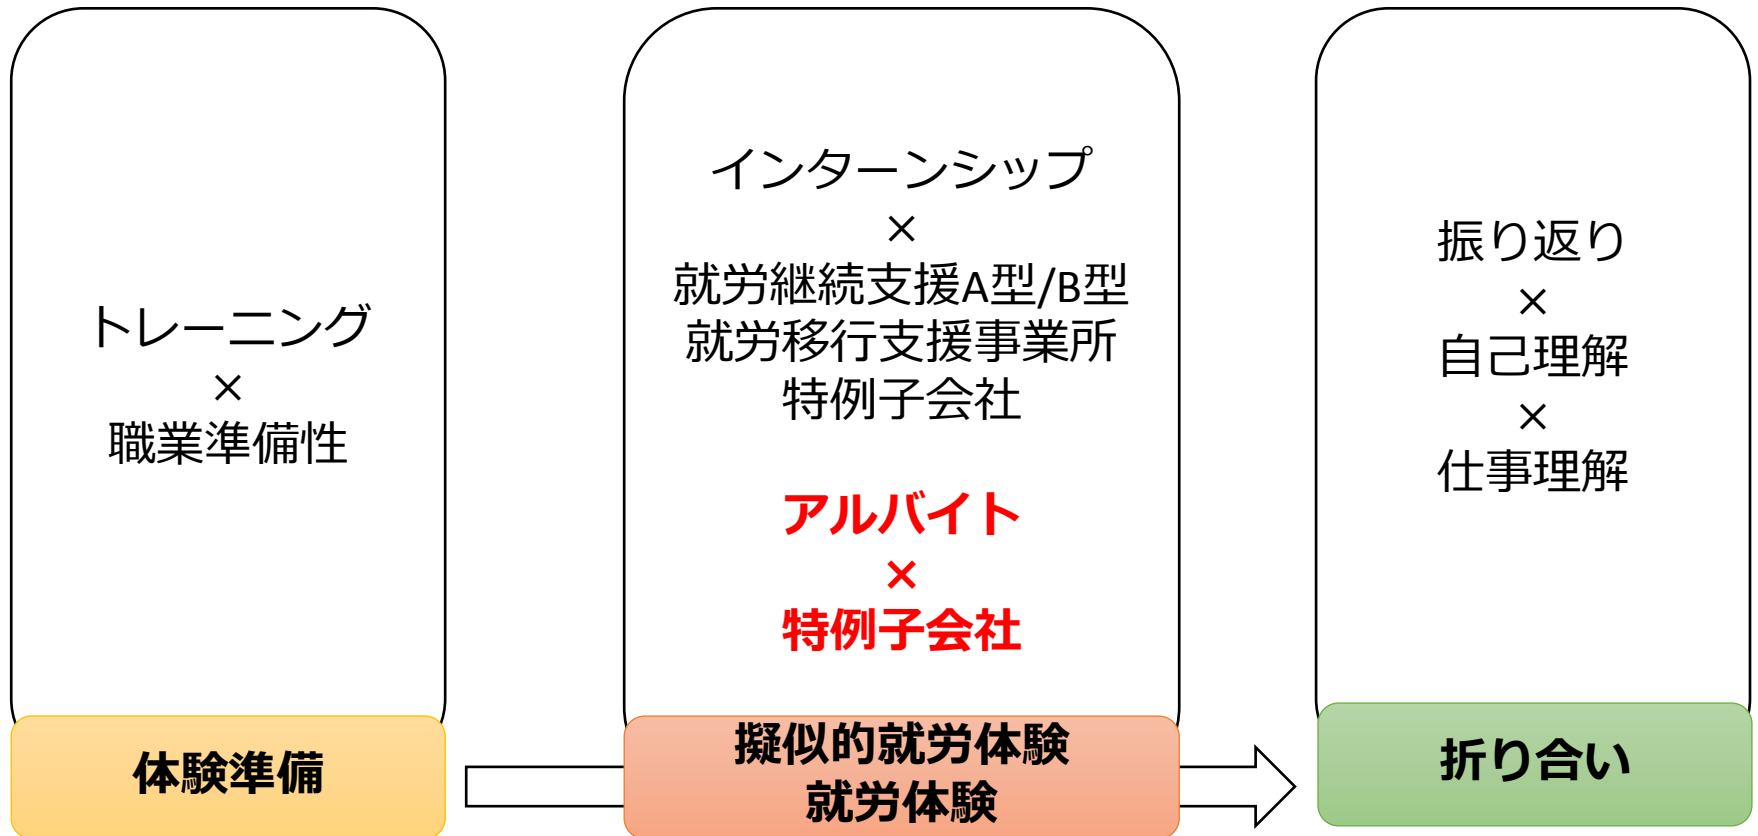 トレーニング
×
職業準備性
体験準備
インターンシップ
×
就労継続支援A型/B型
就労移行支援事業所
特例子会社
アルバイト
×
特例子会社
擬似的就労体験
就労体験
振り返り
×
自己理解
×
仕事理解
折り合い